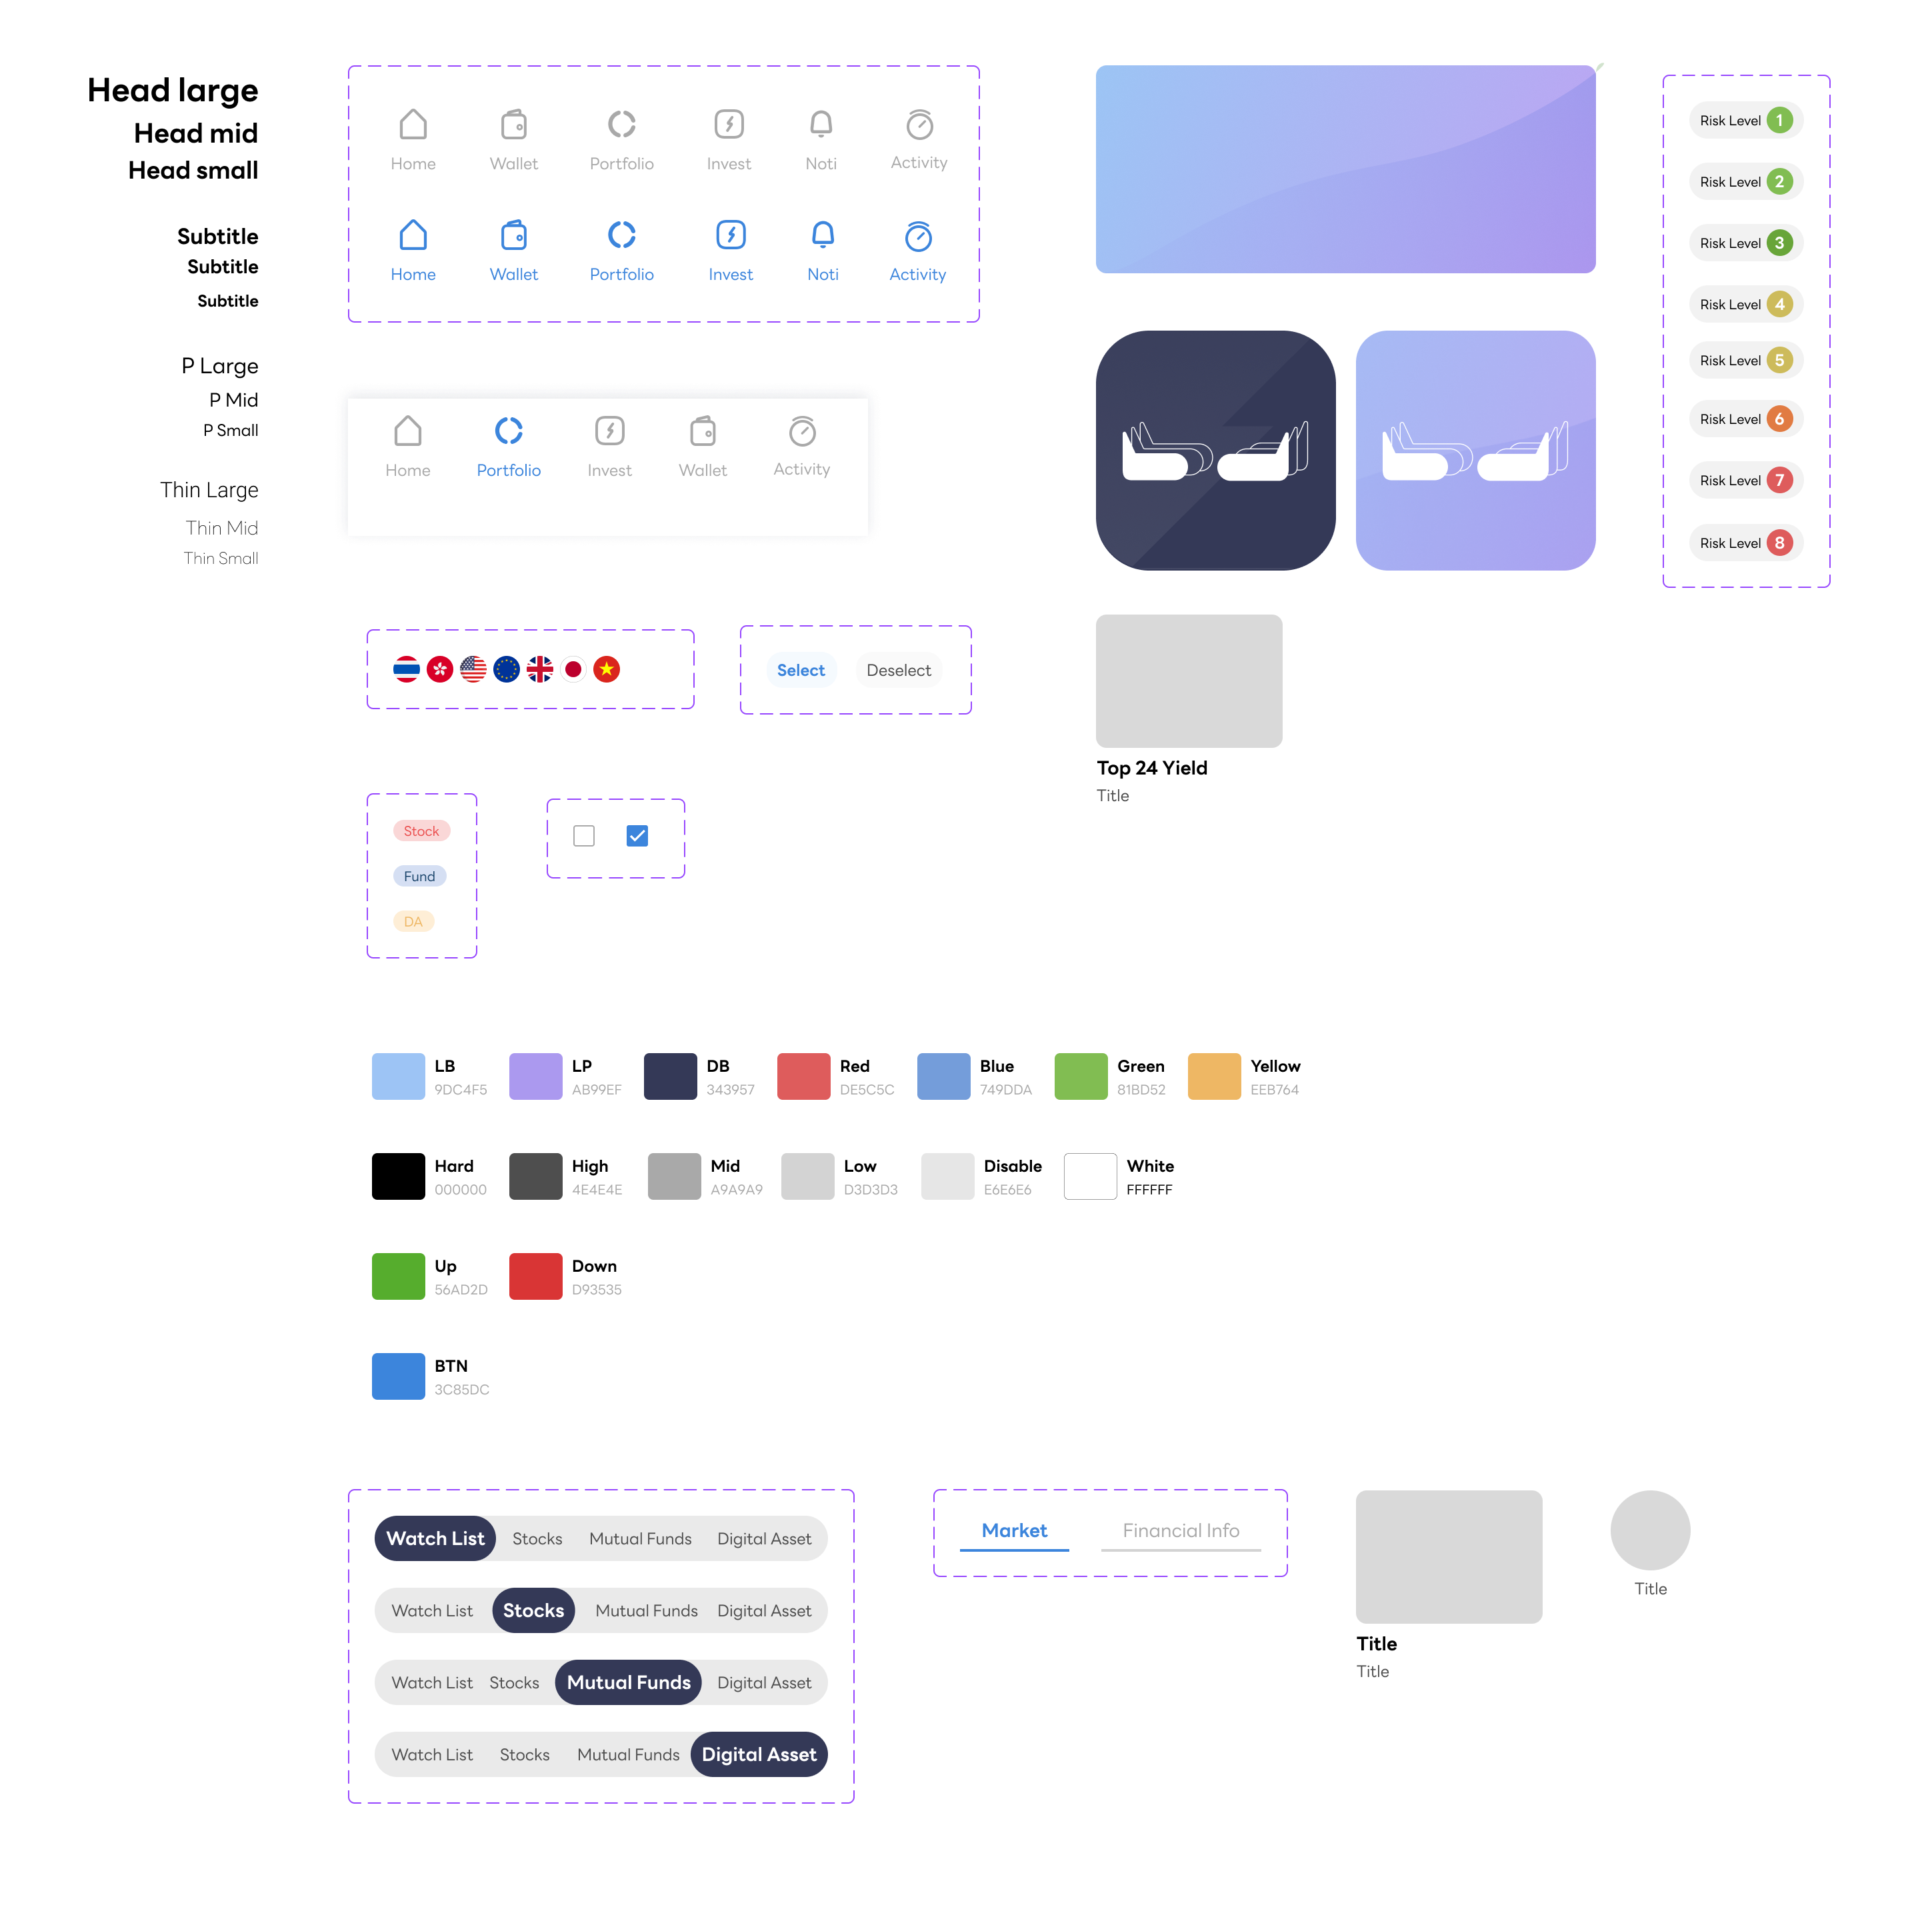 Head large
Head mid
Head small
Subtitle
Subtitle
Subtitle
P Large
P Mid
P Small
Thin Large
Thin Mid
Thin Small
Home Wallet Portfolio Invest Noti Activity
Home Wallet Portfolio Invest Noti Activity
Home Portfolio Invest Wallet Activity
Risk Level 1
Risk Level 2
Risk Level 3
Risk Level 4
Risk Level 5
Risk Level 6
Risk Level 7
Risk Level 8
Select Deselect
Top 24 Yield
Title
Stock
Fund
DA
LB LP DB Red Blue Green Yellow
9DC4F5 AB99EF 343957 DE5C5C 749DDA 81BD52 EEB764
Hard High Mid Low Disable White
000000 4E4E4E A9A9A9 D3D3D3 E6E6E6 FFFFFF
Up Down
56AD2D D93535
BTN
3C85DC
Watch List Stocks Mutual Funds Digital Asset
Watch List Stocks Mutual Funds Digital Asset
Watch List Stocks Mutual Funds Digital Asset
Watch List Stocks Mutual Funds Digital Asset
Market Financial Info
Title
Title
Title